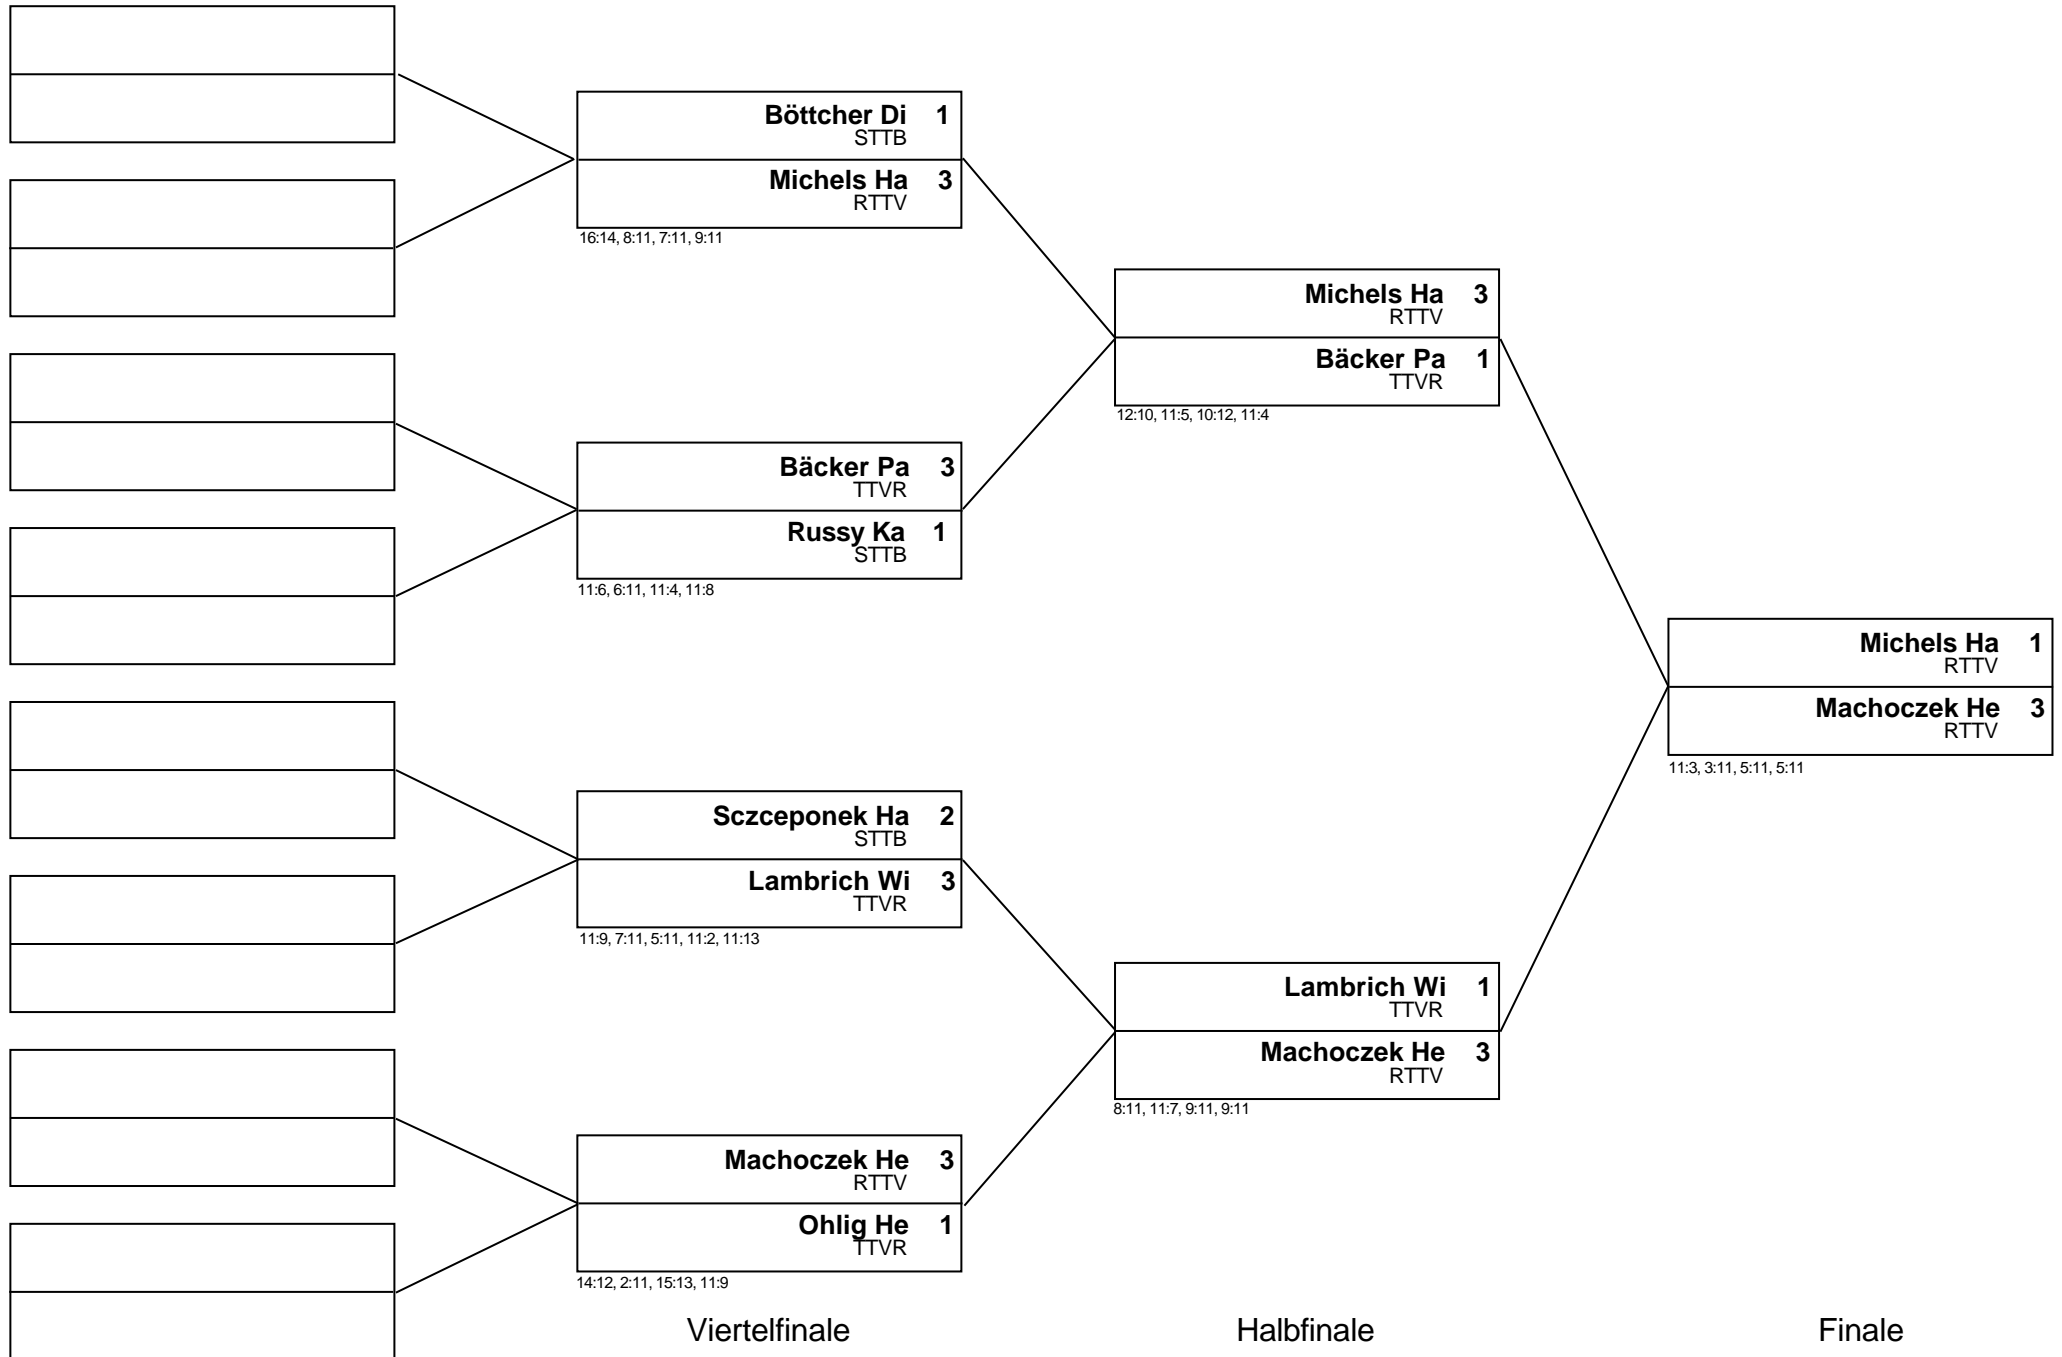 Böttcher Di 1
STTB
Michels Ha 3
RTTV
16:14, 8:11, 7:11, 9:11
Bäcker Pa 3
TTVR
Russy Ka 1
STTB
11:6, 6:11, 11:4, 11:8
Sczceponek Ha 2
STTB
Lambrich Wi 3
TTVR
11:9, 7:11, 5:11, 11:2, 11:13
Machoczek He 3
RTTV
Ohlig He 1
TTVR
14:12, 2:11, 15:13, 11:9
Viertelfinale
Michels Ha 3
RTTV
Bäcker Pa 1
TTVR
12:10, 11:5, 10:12, 11:4
Lambrich Wi 1
TTVR
Machoczek He 3
RTTV
8:11, 11:7, 9:11, 9:11
Halbfinale
Michels Ha 1
RTTV
Machoczek He 3
RTTV
11:3, 3:11, 5:11, 5:11
Finale